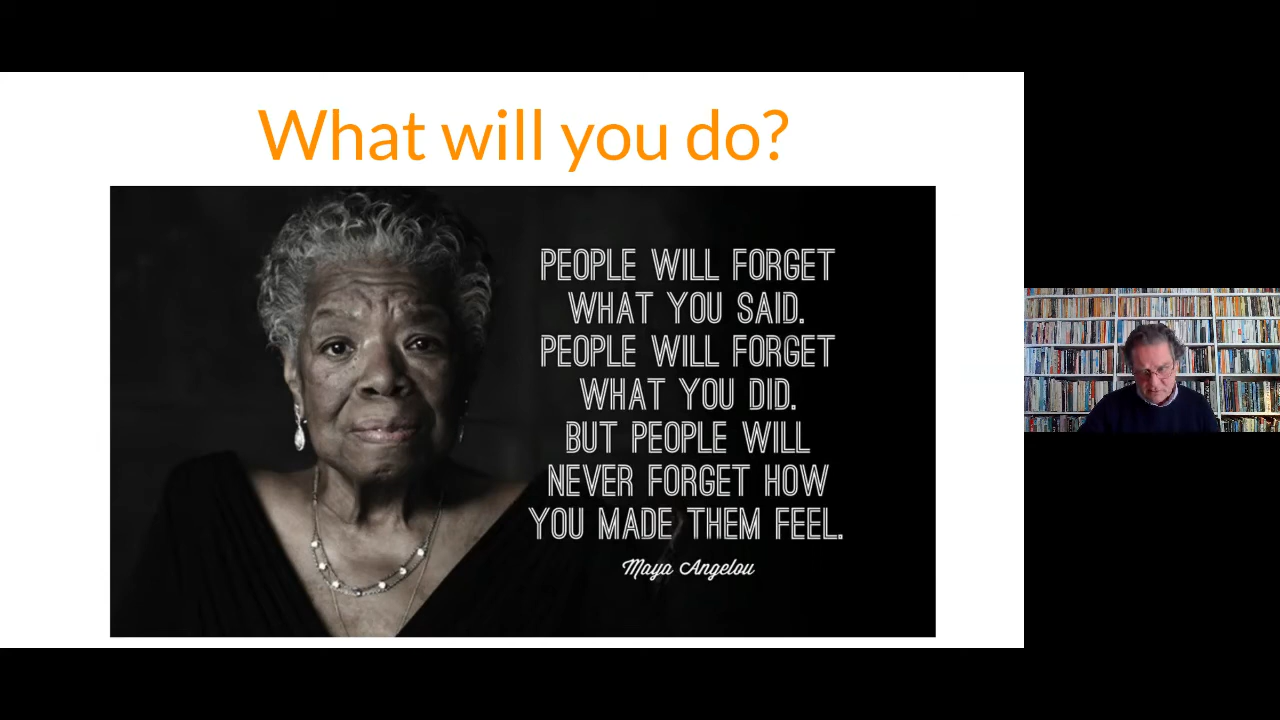 What will you do?
PEOPLE WILL FORGET
WHAT YOU SAID.
PEOPLE WILL FORGET
WHAT YOU DID.
BUT PEOPLE WILL
NEVER FORGET HOW
YOU MADE THEM FEEL.
Maya Angelou